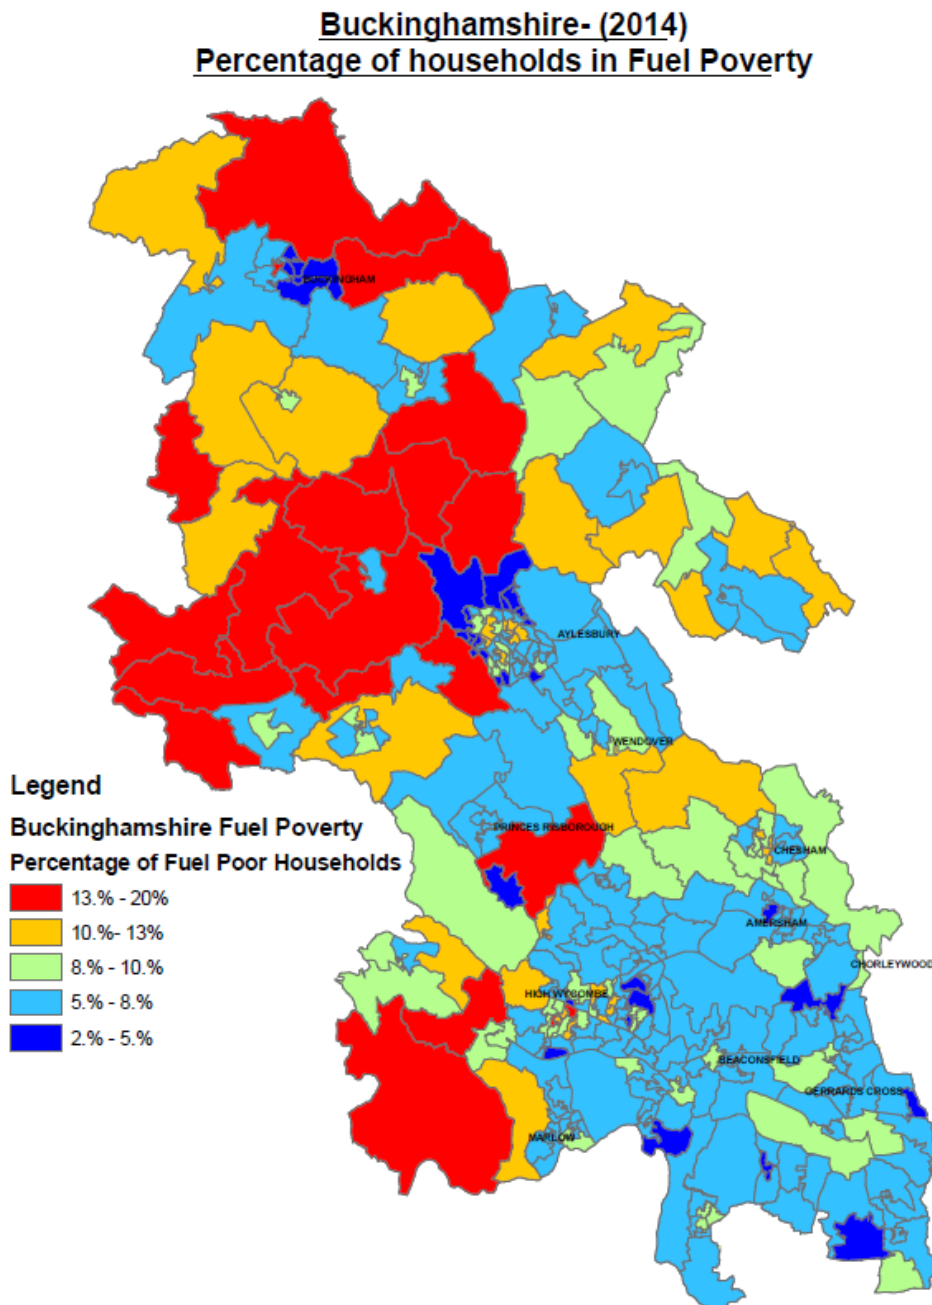 Buckinghamshire- (2014)
Percentage of households in Fuel Poverty
BUCKINGHAM
AYLESBURY
WENDOVER
Legend
Buckinghamshire Fuel Poverty
Percentage of Fuel Poor Households
13.% - 20%
10.%- 13%
8.% - 10.%
5.% - 8.%
2.% - 5.%
PRINCES RISBOROUGH
CHESHAM
AMERSHAM
CHORLEYWOOD
HIGH WYCOMBE
BEACONSFIELD
GERRARDS CROSS
MARLOW